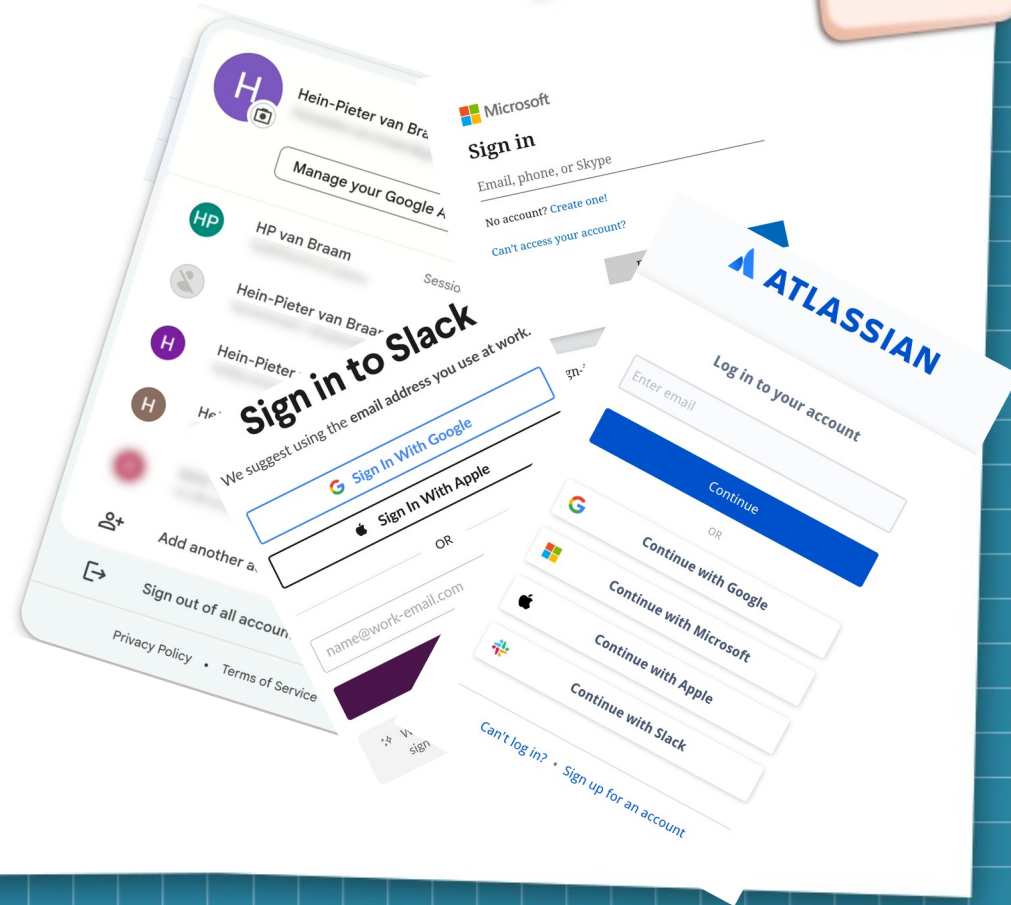 H
Hein-Pieter van Bra
Manage your Google A
HP
HP van Braam
Sessio
Hein-Pieter van Braar
H
Hein-Pieter
H
He
Add another a
Sign out of all accoun
Privacy Policy • Terms of Service
Microsoft
Sign in
Email, phone, or Skype
No account? Create one!
Can't access your account?
gn-i
Sign in to Slack
We suggest using the email address you use at work.
Sign In With Google
Sign In With Apple
OR
name@work-email.com
W
sign
ATLASSIAN
Log in to your account
Enter email
Continue
OR
Continue with Google
Continue with Microsoft
Continue with Apple
Continue with Slack
Can't log in? • Sign up for an account